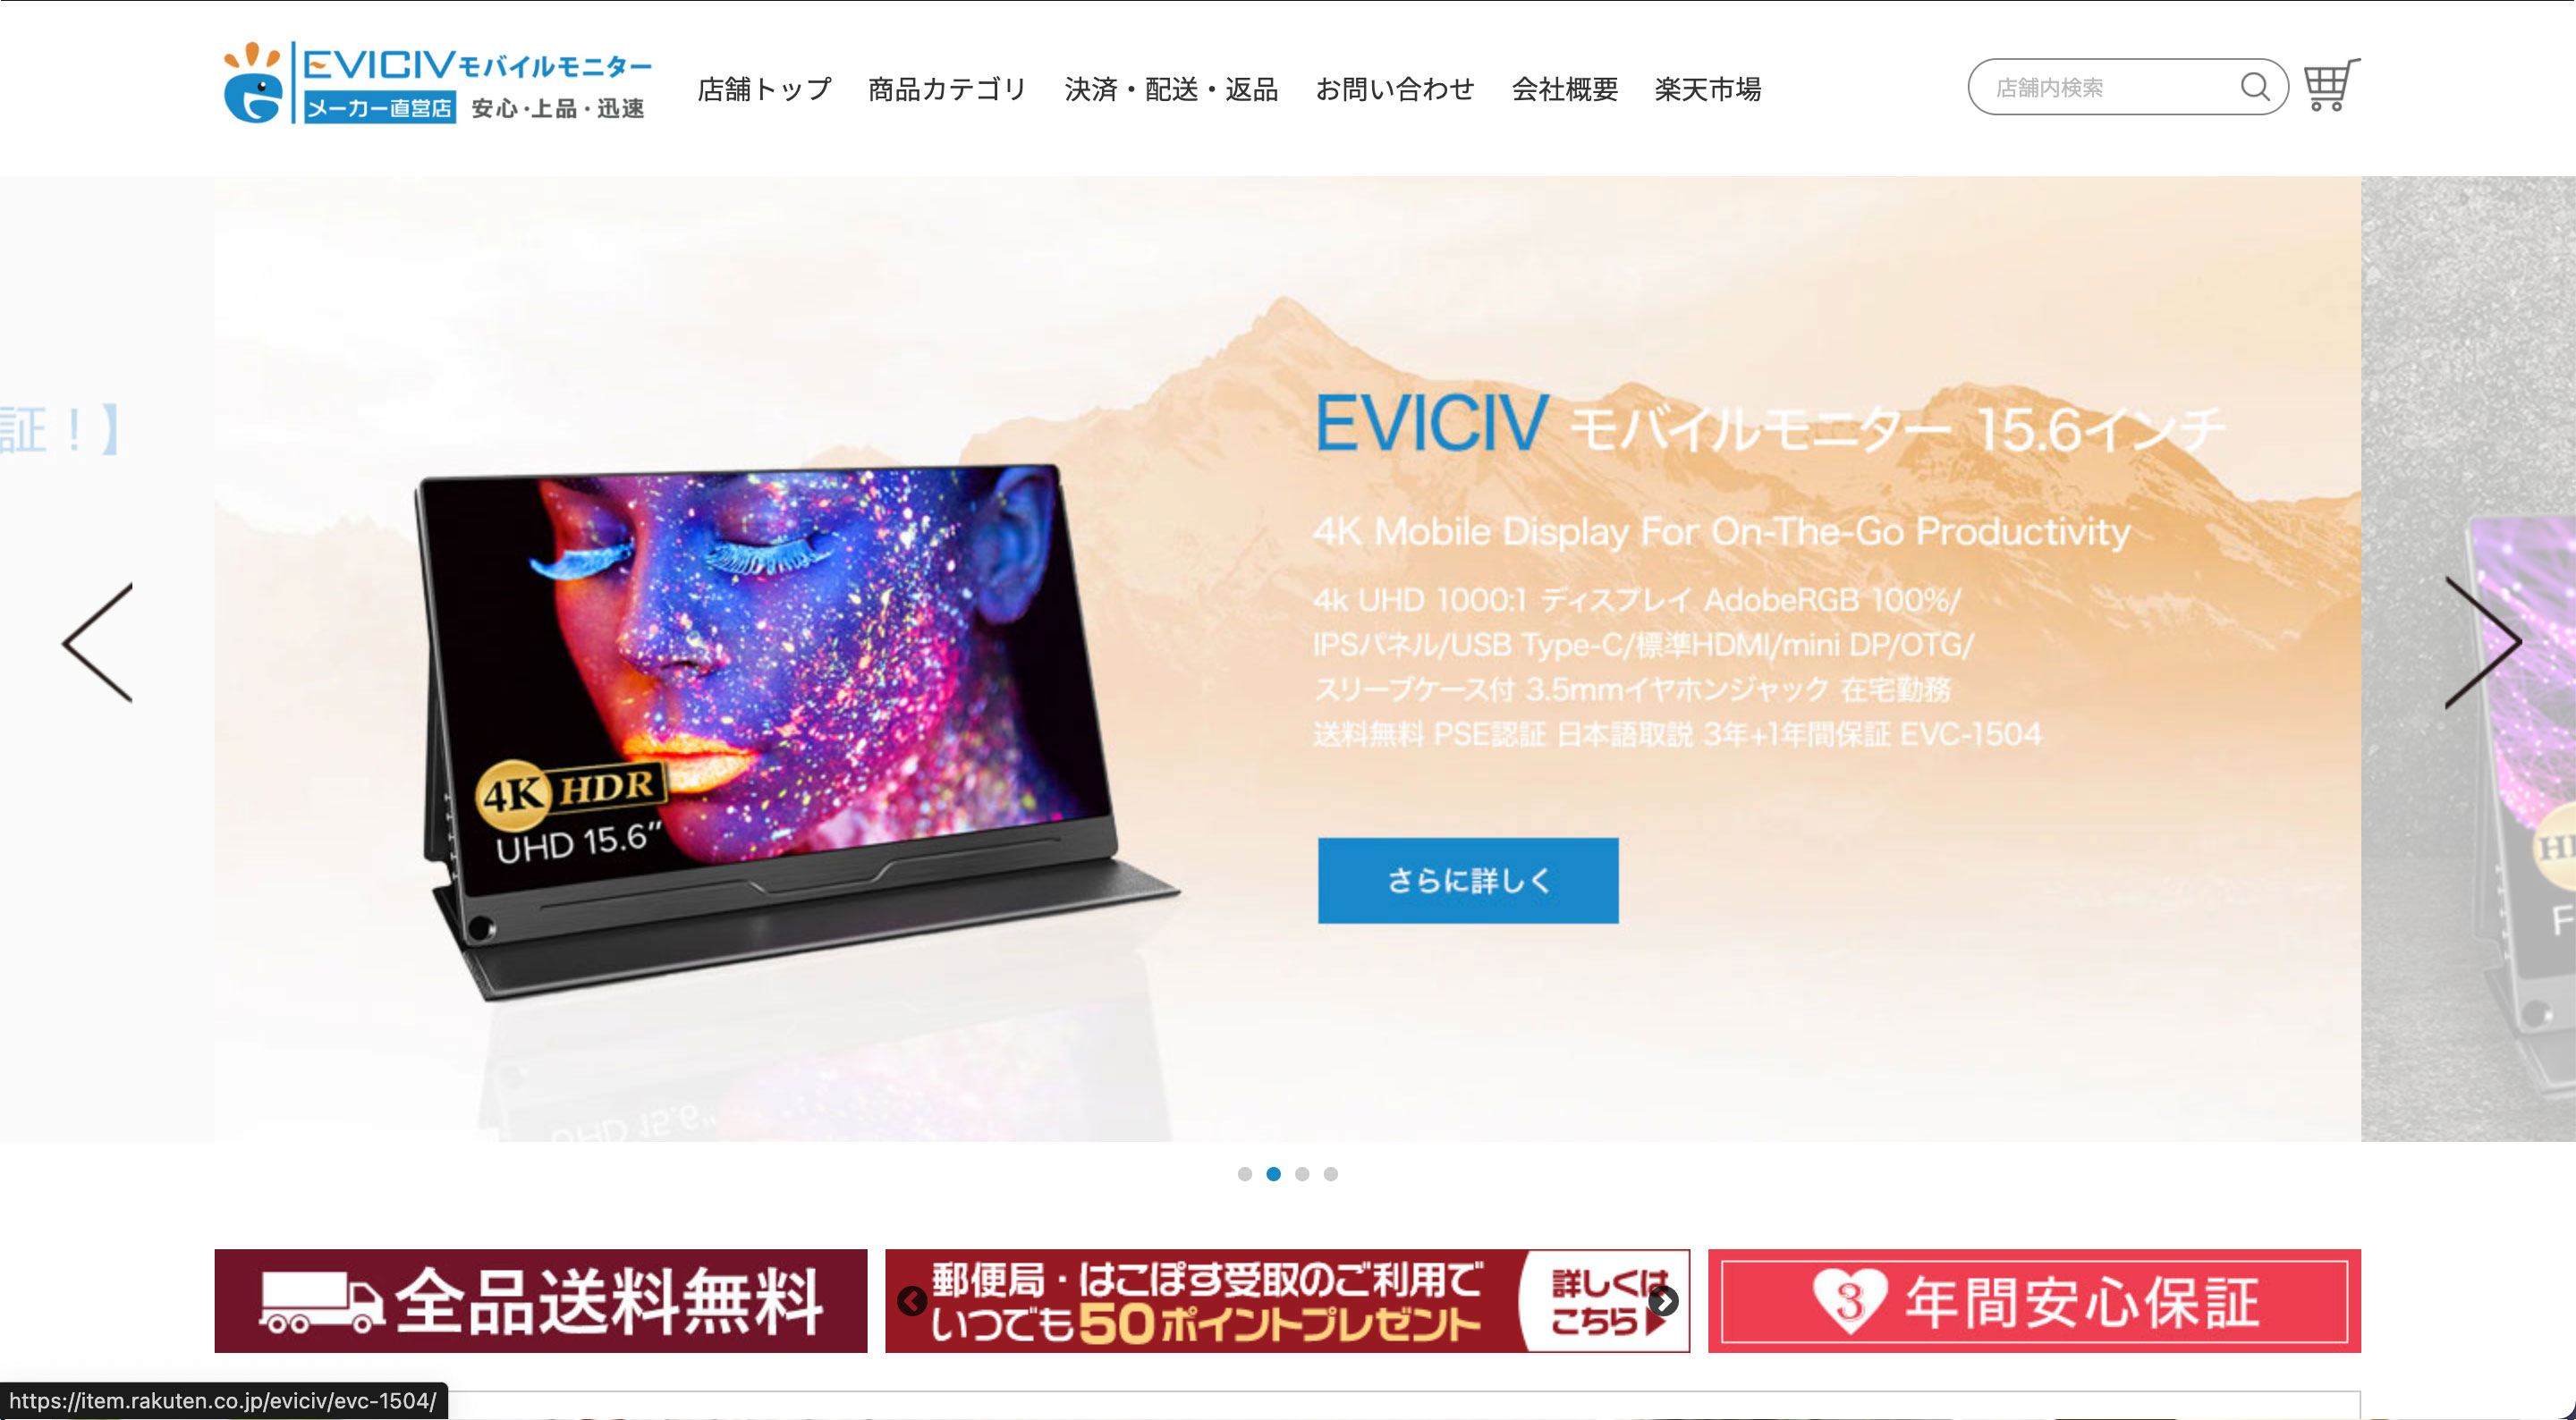 EVICIVモバイルモニター
メーカー直営店 安心・上品・迅速
店舗トップ 商品カテゴリ 決済・配送・返品 お問い合わせ 会社概要 楽天市場
店舗内検索
証！】
EVICIV モバイルモニター 15.6インチ
4K Mobile Display For On-The-Go Productivity
4k UHD 1000:1 ディスプレイ AdobeRGB 100%/
IPSパネル/USB Type-C/標準HDMI/mini DP/OTG/
スリーブケース付 3.5mmイヤホンジャック 在宅勤務
送料無料 PSE認証 日本語取説 3年+1年間保証 EVC-1504
4K HDR
UHD 15.6”
さらに詳しく
全品送料無料
郵便局・はこぽす受取のご利用で
いつでも50ポイントプレゼント
詳しくは
こちら
3 年間安心保証
https://item.rakuten.co.jp/eviciv/evc-1504/